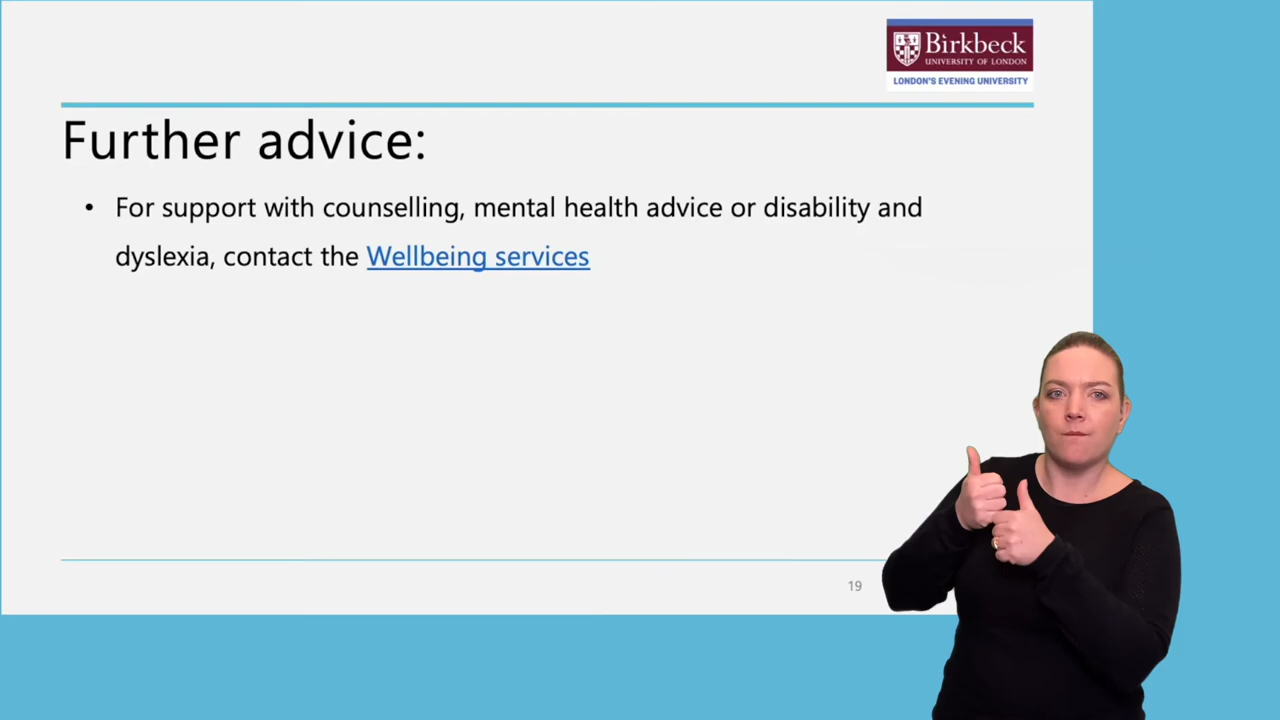 Birkbeck
UNIVERSITY OF LONDON
LONDON'S EVENING UNIVERSITY
Further advice:
• For support with counselling, mental health advice or disability and
dyslexia, contact the Wellbeing services
19